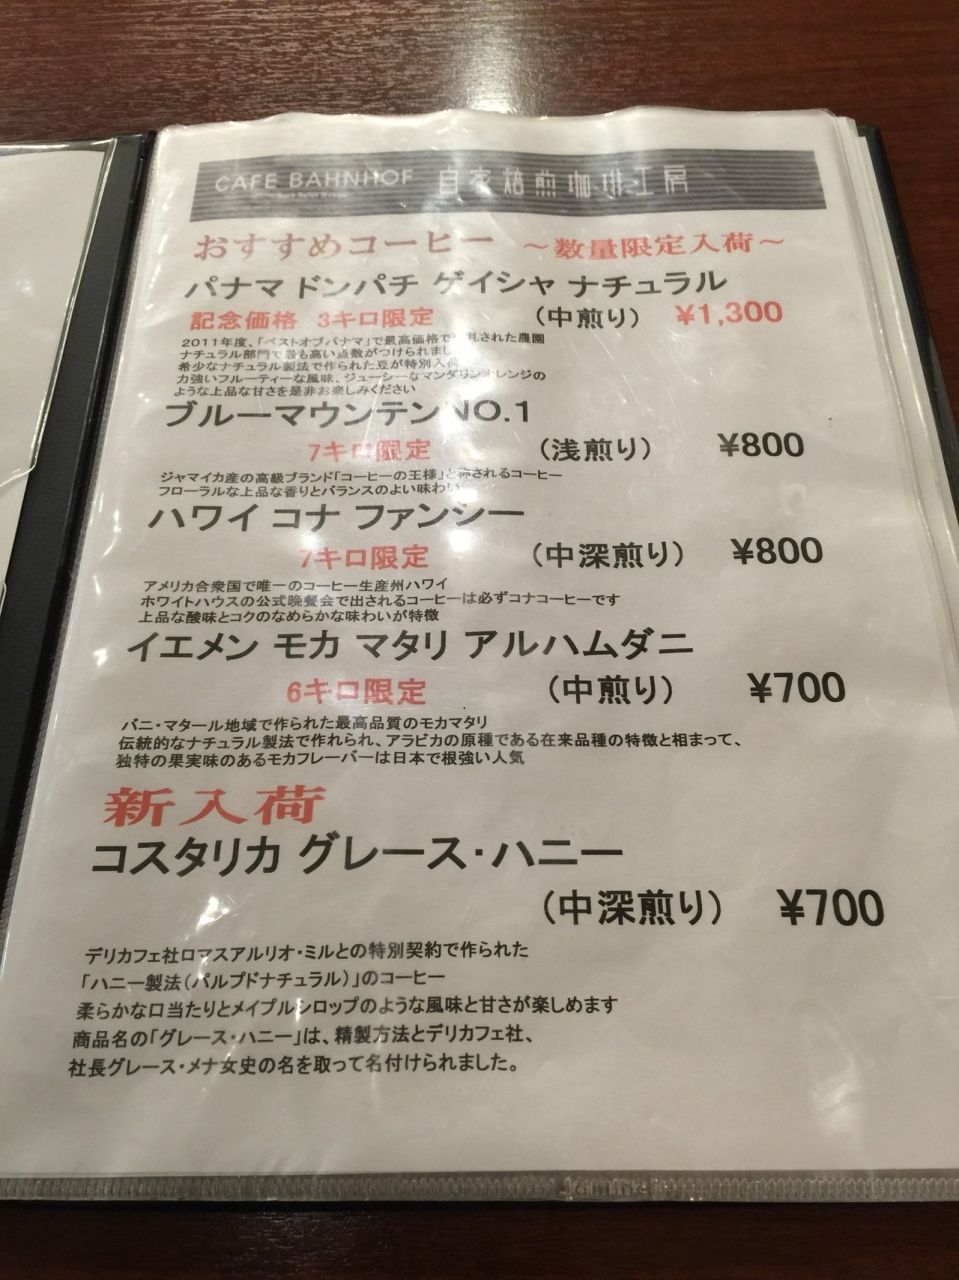 CAFE BAHNHOF 自家焙煎珈琲工房
おすすめコーヒー ～数量限定入荷～
パナマ ドンパチ ゲイシャ ナチュラル
記念価格 3キロ限定 (中煎り) ¥1,300
2011年度、「ベストオブパナマ」で最高価格で 札された農園
ナチュラル部門で最も高い点数がつけられまし
希少なナチュラル製法で作られた豆が特別入荷
力強いフルーティーな風味、ジューシーなマンダリンオレンジの
ような上品な甘さを是非お楽しみください
ブルーマウンテン NO.1
7キロ限定 (浅煎り) ¥800
ジャマイカ産の高級ブランド「コーヒーの王様」と称されるコーヒー
フローラルな上品な香りとバランスのよい味わい
ハワイ コナ ファンシー
7キロ限定 (中深煎り) ¥800
アメリカ合衆国で唯一のコーヒー生産州ハワイ
ホワイトハウスの公式晩餐会で出されるコーヒーは必ずコナコーヒーです
上品な酸味とコクのなめらかな味わいが特徴
イエメン モカ マタリ アルハムダニ
6キロ限定 (中煎り) ¥700
バニ・マタール地域で作られた最高品質のモカマタリ
伝統的なナチュラル製法で作れられ、アラビカの原種である在来品種の特徴と相まって、
独特の果実味のあるモカフレーバーは日本で根強い人気
新入荷
コスタリカ グレース・ハニー
(中深煎り) ¥700
デリカフェ社ロマスアルリオ・ミルとの特別契約で作られた
「ハニー製法(パルプドナチュラル)」のコーヒー
柔らかな口当たりとメイプルシロップのような風味と甘さが楽しめます
商品名の「グレース・ハニー」は、精製方法とデリカフェ社、
社長グレース・メナ女史の名を取って名付けられました。